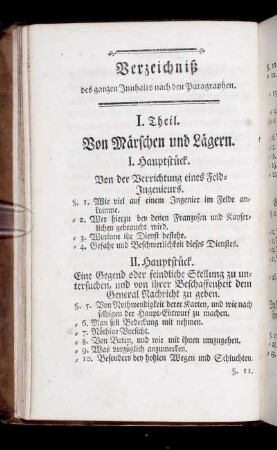 Verzeichniß
des ganzen Innhalts nach den Paragraphen.
I. Theil.
Von Märschen und Lägern.
I. Hauptstück.
Von der Verrichtung eines Feld-
Ingenieurs.
§. 1. Wie viel auf einem Ingenier im Felde an-
komme.
" 2. Wer hierzu bey denen Franzosen und Kayser-
lichen gebraucht wird.
" 3. Worinne ihr Dienst bestehe.
" 4. Gefahr und Beschwerlichkeit dieses Dienstes.
II. Hauptstück.
Eine Gegend oder feindliche Stellung zu un-
tersuchen, und von ihrer Beschaffenheit dem
General Nachricht zu geben.
§. 5. Von Nothwendigkeit derer Karten, und wie nach
selbigen der Haupt-Entwurf zu machen.
" 6. Man soll Bedeckung mit nehmen.
" 7. Nöthige Vorsicht.
" 8. Von Boten, und wie mit ihnen umzugehen.
" 9. Was vorzüglich anzumerken.
" 10. Besonders bey hohlen Wegen und Schluchten.
§. 11.